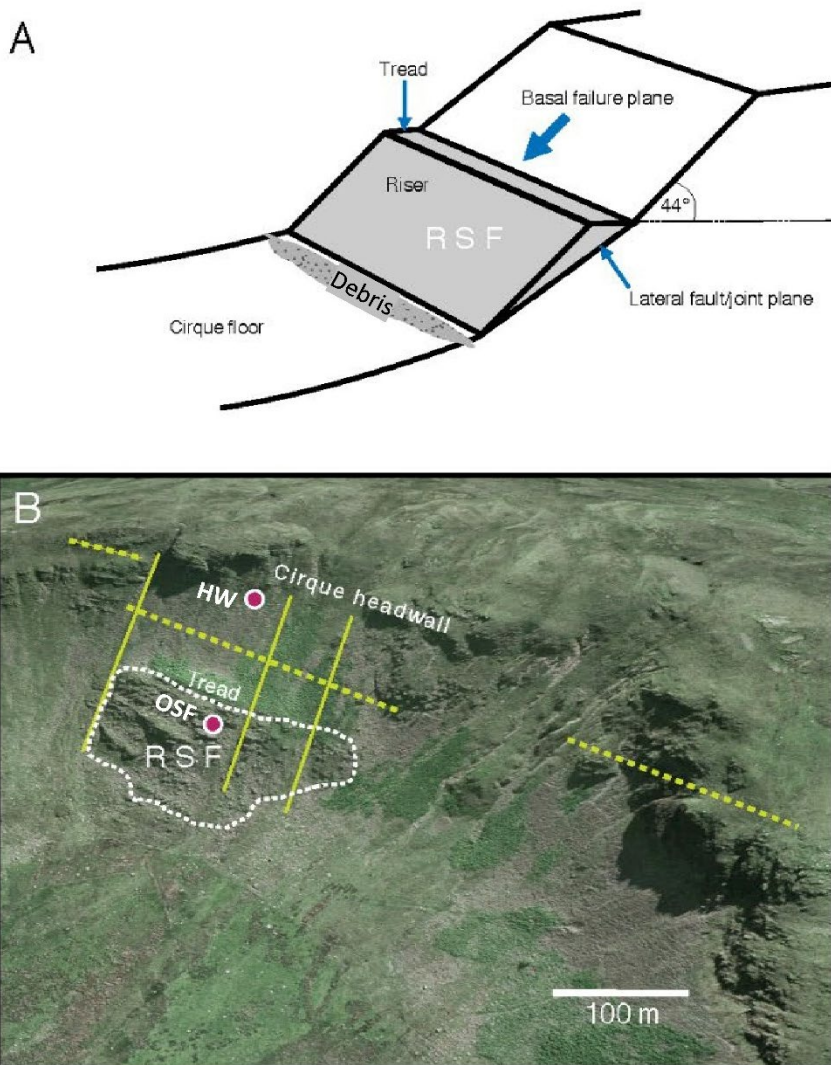 A
Tread
Basal failure plane
Riser
44°
R S F
Debris
Lateral fault/joint plane
Cirque floor
B
HW
Cirque headwall
Tread
OSF
R S F
100 m